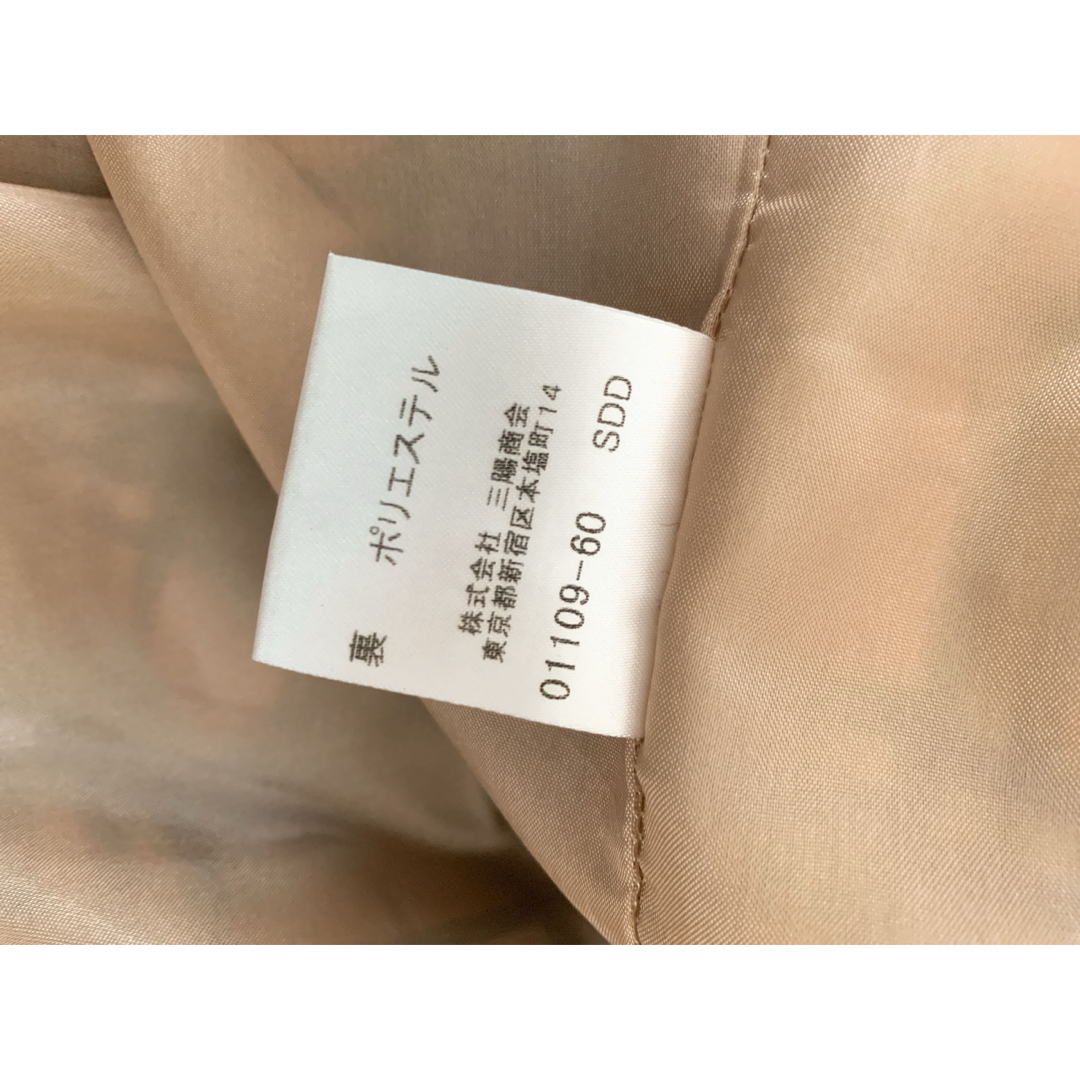 裏 ポリエステル
株式会社 三陽商会
東京都新宿区本塩町14
01109-60 SDD